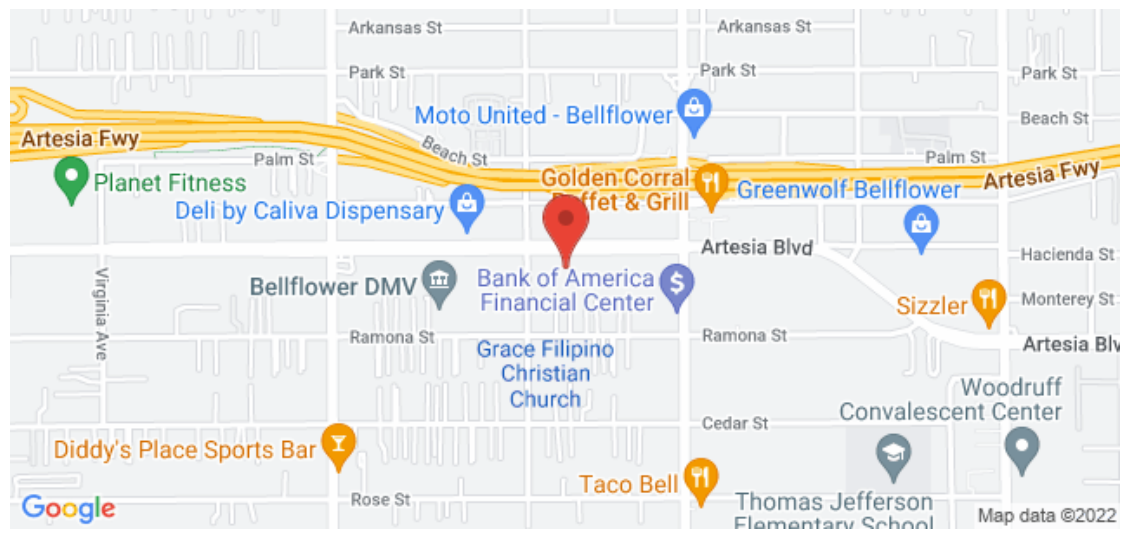 Arkansas St
Arkansas St
Park St
Park St
Park St
Moto United - Bellflower
Beach St
Artesia Fwy
Beach St
Palm St
Palm St
Planet Fitness
Golden Corral
Buffet & Grill
Greenwolf Bellflower
Artesia Fwy
Deli by Caliva Dispensary
Artesia Blvd
Hacienda St
Virginia Ave
Bellflower DMV
Bank of America
Financial Center
$
Sizzler
Monterey St
Ramona St
Ramona St
Artesia Blv
Grace Filipino
Christian
Church
Woodruff
Convalescent Center
Cedar St
Diddy's Place Sports Bar
Taco Bell
Rose St
Thomas Jefferson
Elementary School
Google
Map data ©2022